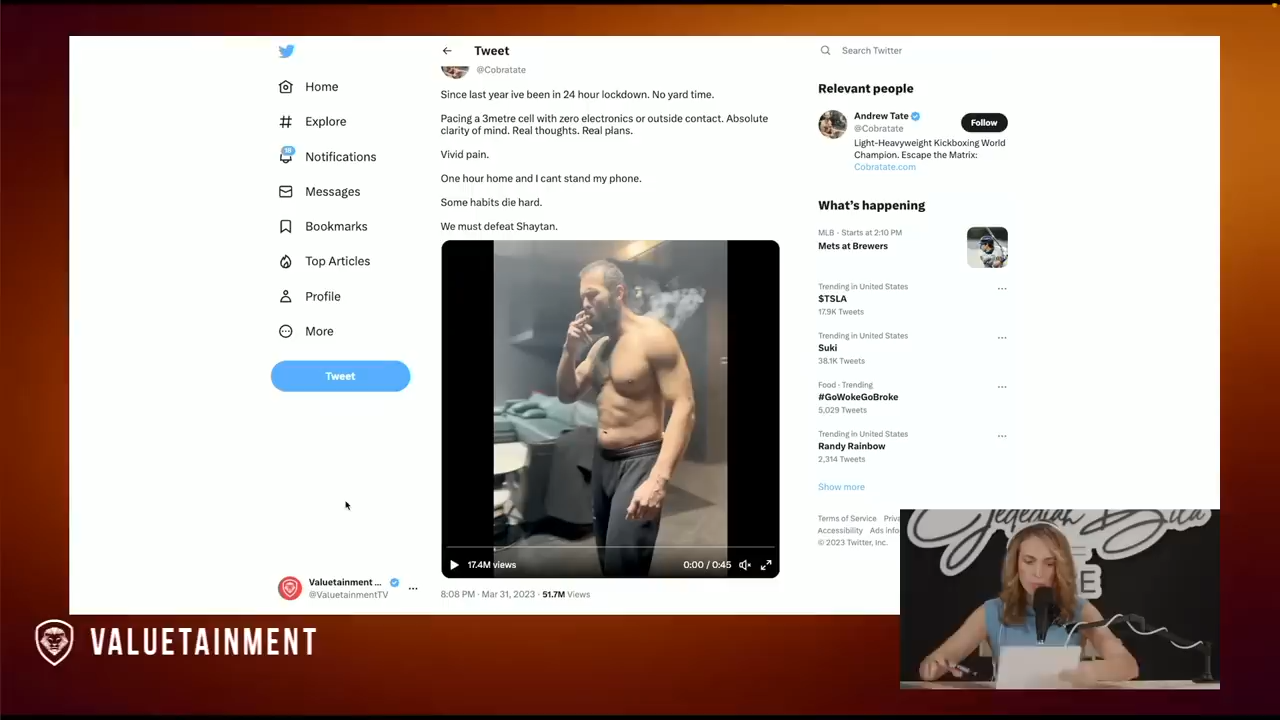 Home
Explore
18
Notifications
Messages
Bookmarks
Top Articles
Profile
More
Tweet
Valuetainment ...
@ValuetainmentTV
Tweet
@Cobratate
Since last year ive been in 24 hour lockdown. No yard time.
Pacing a 3metre cell with zero electronics or outside contact. Absolute
clarity of mind. Real thoughts. Real plans.
Vivid pain.
One hour home and I cant stand my phone.
Some habits die hard.
We must defeat Shaytan.
17.4M views
0:00 / 0:45
8:08 PM · Mar 31, 2023 · 51.7M Views
Search Twitter
Relevant people
Andrew Tate
@Cobratate
Follow
Light-Heavyweight Kickboxing World
Champion. Escape the Matrix:
Cobratate.com
What's happening
MLB · Starts at 2:10 PM
Mets at Brewers
Trending in United States
$TSLA
17.9K Tweets
Trending in United States
Suki
38.1K Tweets
Food · Trending
#GoWokeGoBroke
5,029 Tweets
Trending in United States
Randy Rainbow
2,314 Tweets
Show more
Terms of Service
Accessibility Ads info
© 2023 Twitter, Inc.
Jedediah Bila
VALUETAINMENT